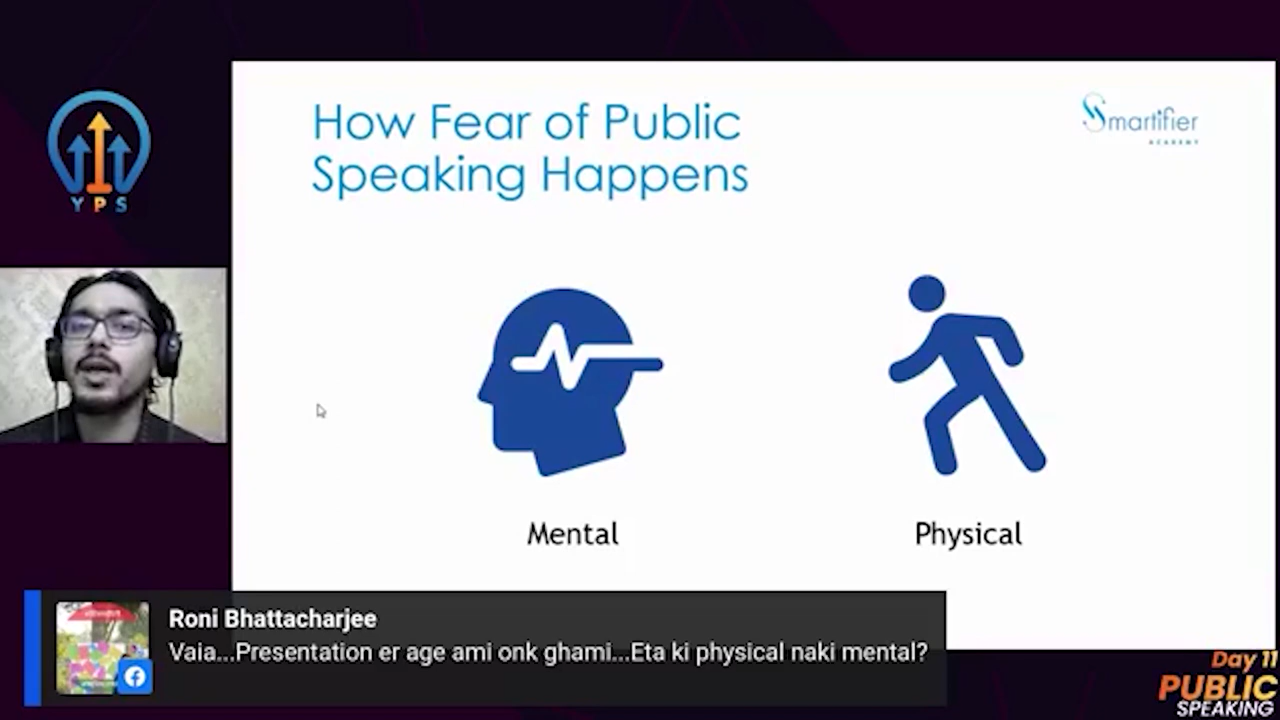 How Fear of Public
Speaking Happens
Smartifier
ACADEMY
YPS
Mental
Physical
Roni Bhattacharjee
Vaia...Presentation er age ami onk ghami...Eta ki physical naki mental?
Day 11
PUBLIC
SPEAKING